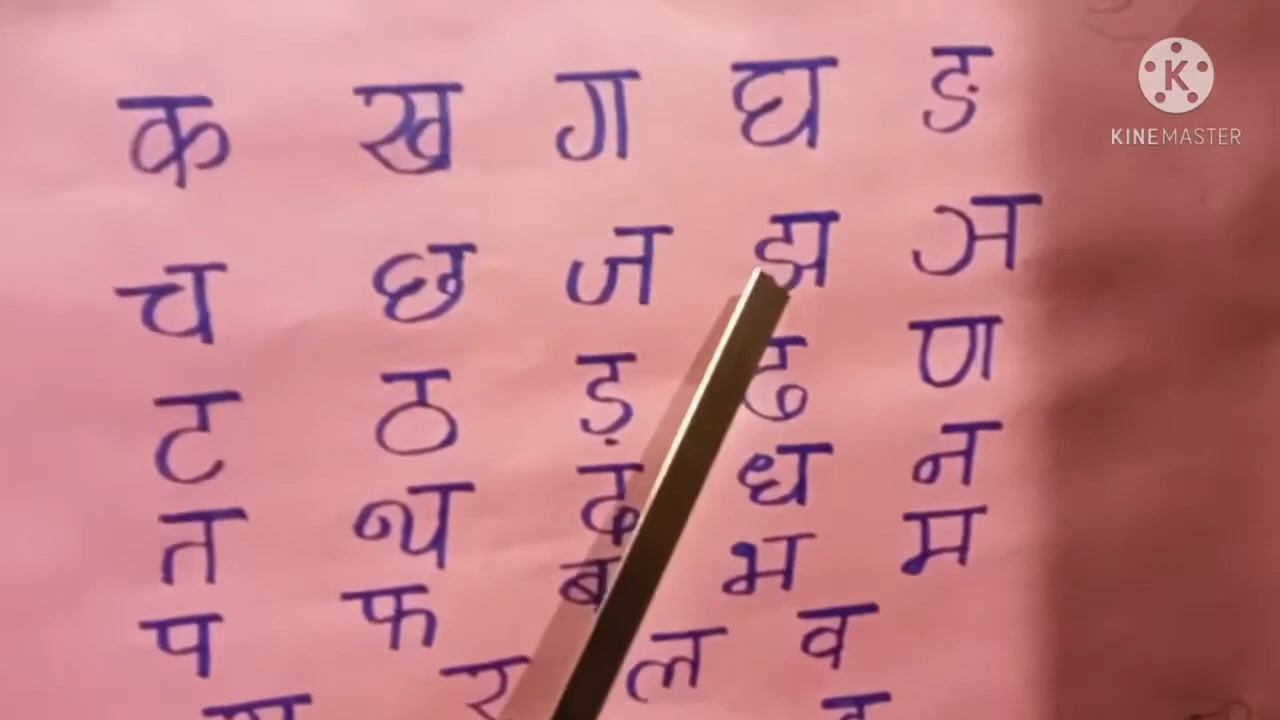 क ख ग घ ङ
KINEMASTER
च छ ज झ ञ
ट ठ ड़ ढ ण
त थ द ध न
प फ ब भ म
र ल व